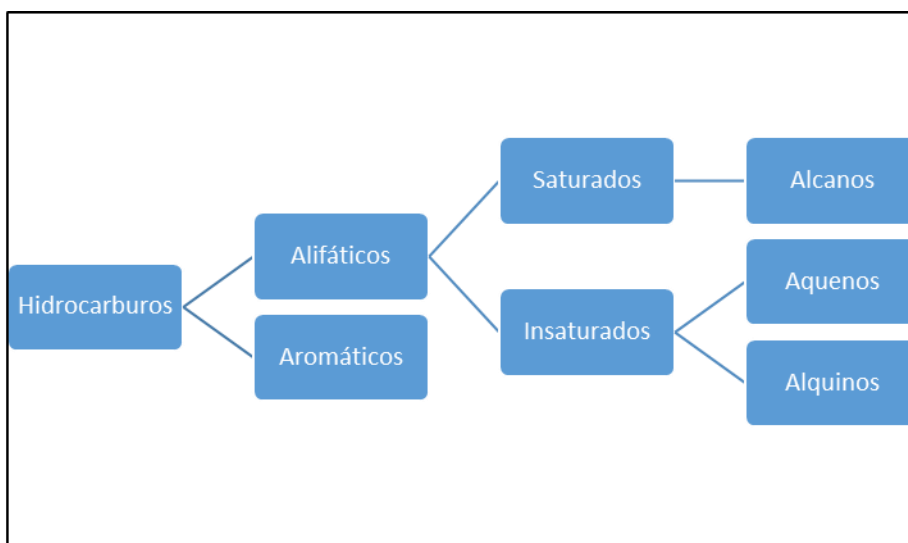 Hidrocarburos
Alifáticos
Aromáticos
Saturados
Insaturados
Alcanos
Aquenos
Alquinos